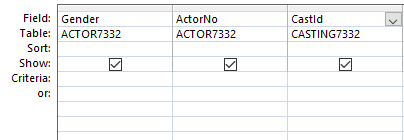 Field: Gender ActorNo CastId
Table: ACTOR7332 ACTOR7332 CASTING7332
Sort:
Show:
Criteria:
or: